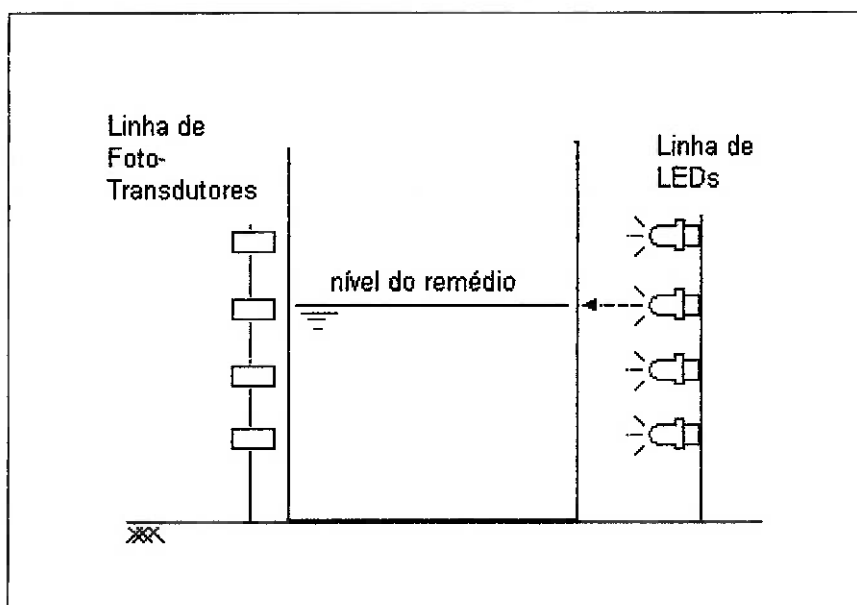 Linha de
Foto-
Transdutores
Linha de
LEDs
nível do remédio